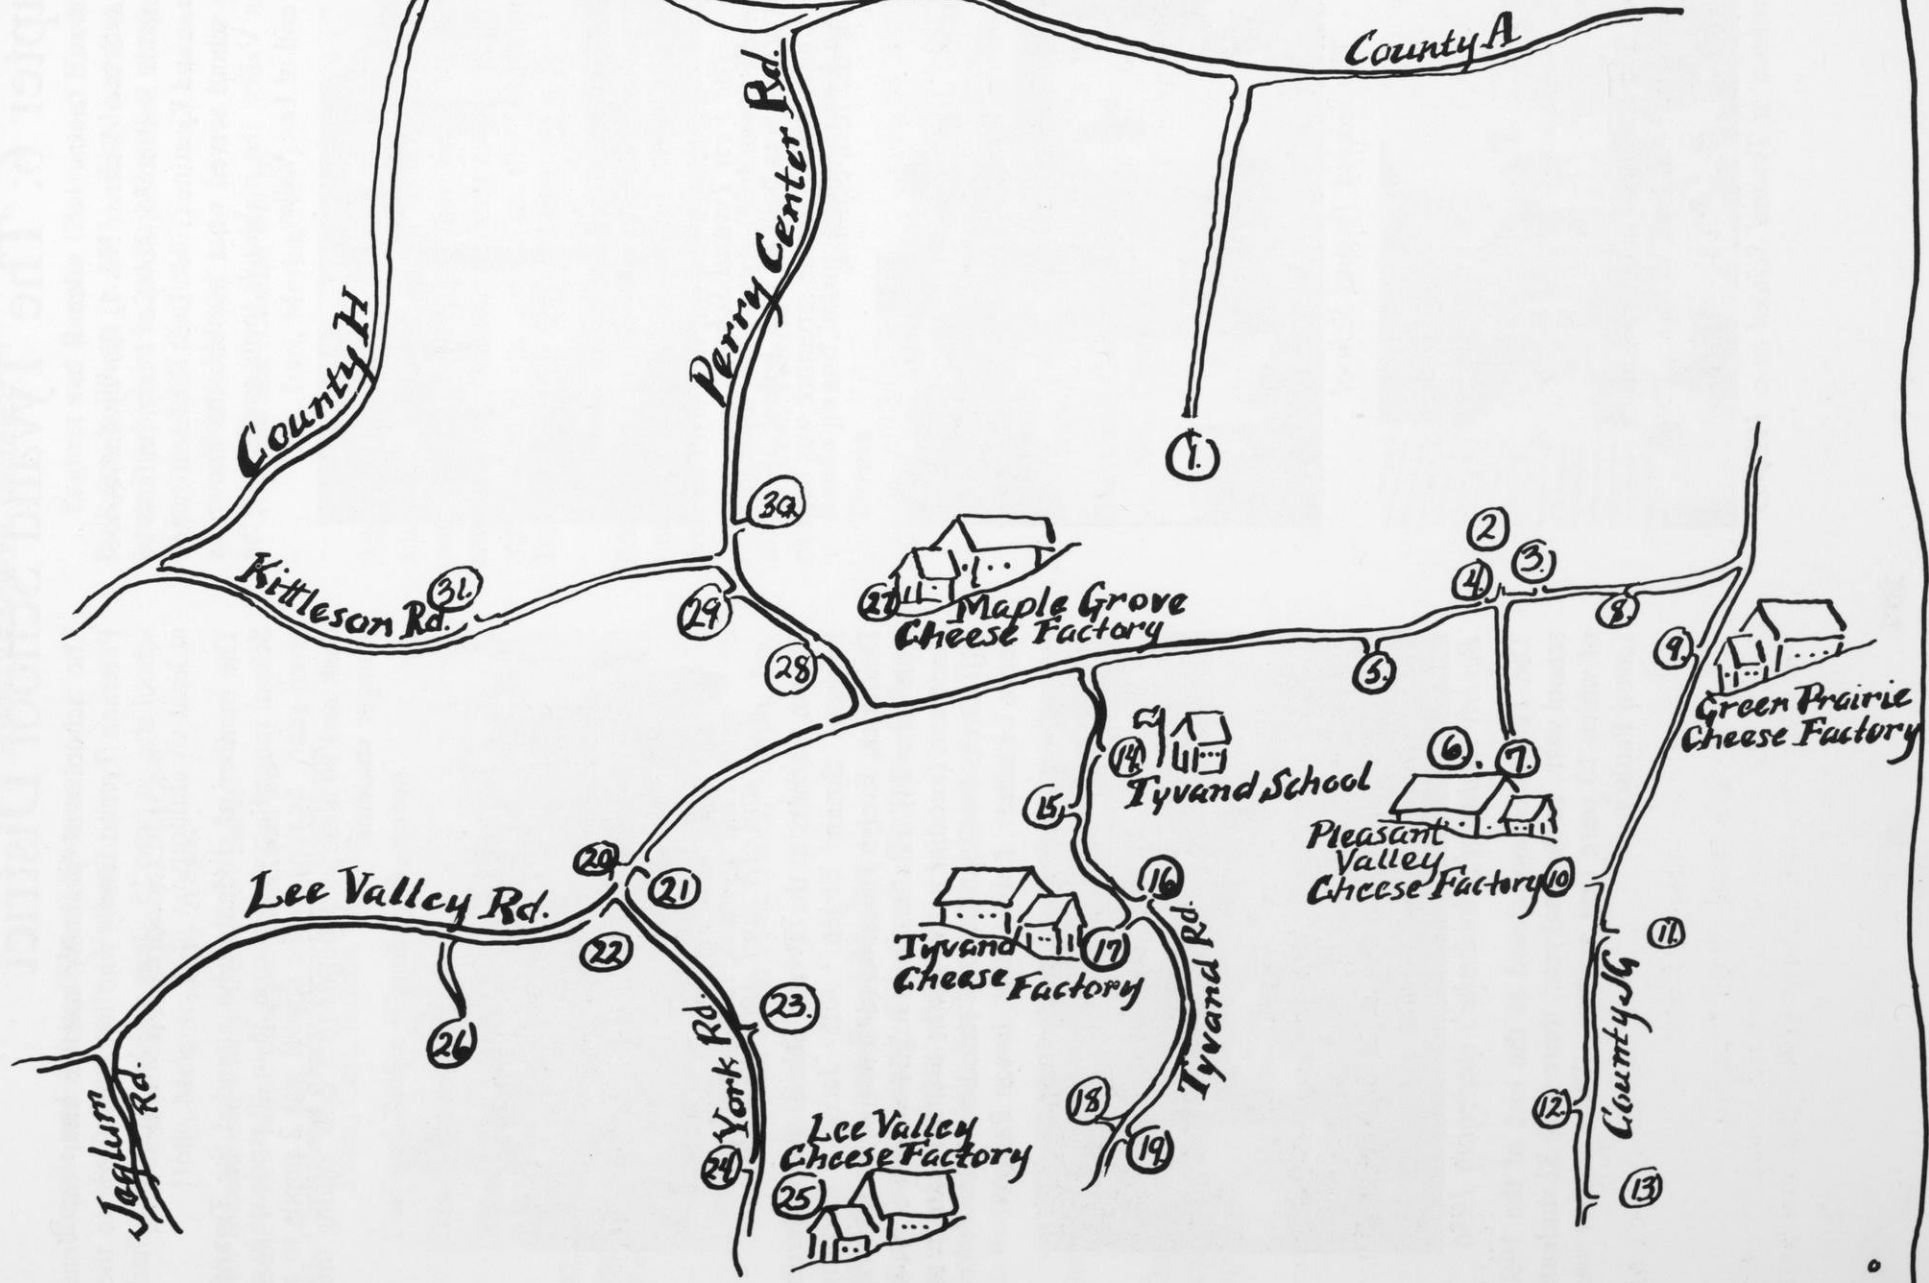 County A
Perry Center Rd.
County H
1.
30.
2
3.
4.
Kittleson Rd.
31.
29.
27
Maple Grove
Cheese Factory
8.
28
5.
9.
Green Prairie
Cheese Factory
14.
Tyvand School
6.
7.
15.
Pleasant
Valley
Cheese Factory
10
20
21
Lee Valley Rd.
16
17
Tyvand
Cheese
Factory
Tyvand Rd.
11.
22
23.
26
York Rd.
County JG
18
19.
12.
Jaglum
Rd.
24
Lee Valley
Cheese Factory
25
13.